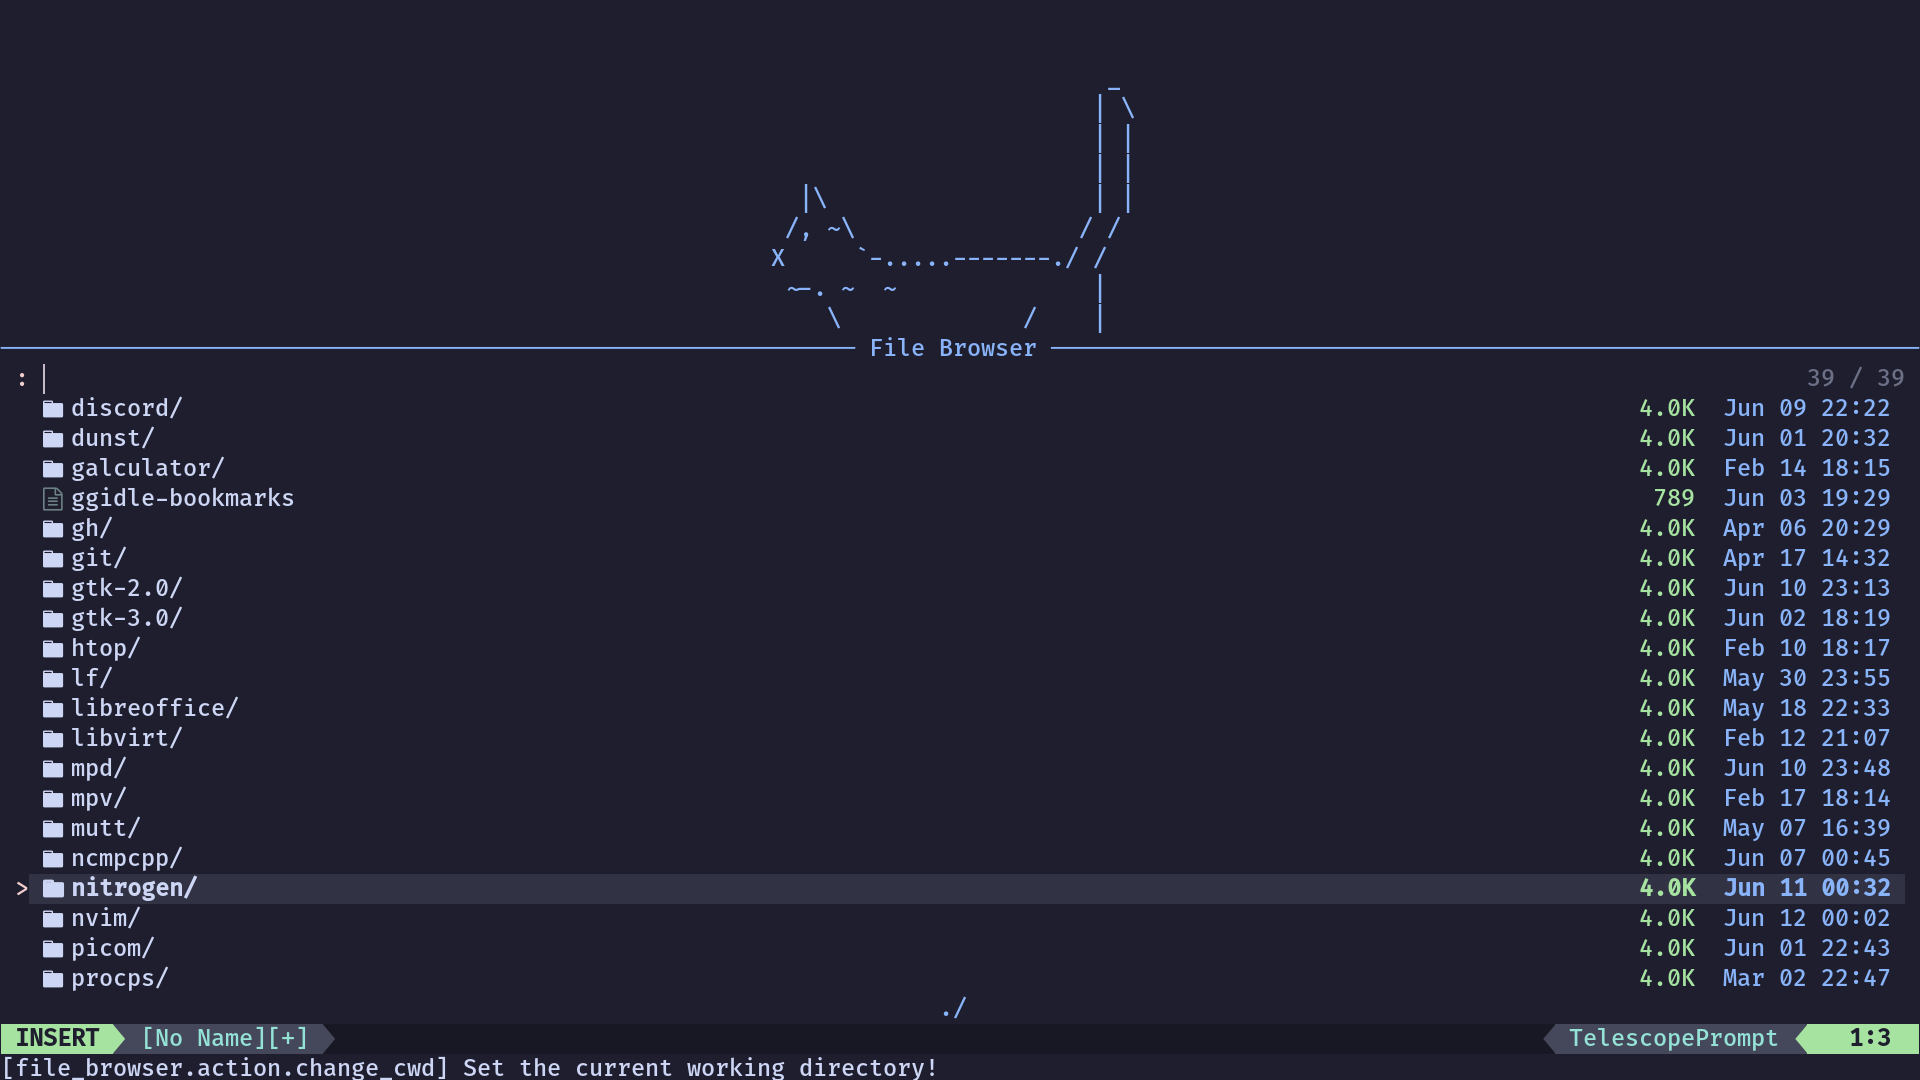 _
| \
| |
| |
|\ | |
/, ~\ / /
X `-.....-------./ /
~-. ~ ~ |
\ / |
File Browser
: 39 / 39
discord/ 4.0K Jun 09 22:22
dunst/ 4.0K Jun 01 20:32
galculator/ 4.0K Feb 14 18:15
ggidle-bookmarks 789 Jun 03 19:29
gh/ 4.0K Apr 06 20:29
git/ 4.0K Apr 17 14:32
gtk-2.0/ 4.0K Jun 10 23:13
gtk-3.0/ 4.0K Jun 02 18:19
htop/ 4.0K Feb 10 18:17
lf/ 4.0K May 30 23:55
libreoffice/ 4.0K May 18 22:33
libvirt/ 4.0K Feb 12 21:07
mpd/ 4.0K Jun 10 23:48
mpv/ 4.0K Feb 17 18:14
mutt/ 4.0K May 07 16:39
ncmpcpp/ 4.0K Jun 07 00:45
> nitrogen/ 4.0K Jun 11 00:32
nvim/ 4.0K Jun 12 00:02
picom/ 4.0K Jun 01 22:43
procps/ 4.0K Mar 02 22:47
./
INSERT [No Name][+] TelescopePrompt 1:3
[file_browser.action.change_cwd] Set the current working directory!